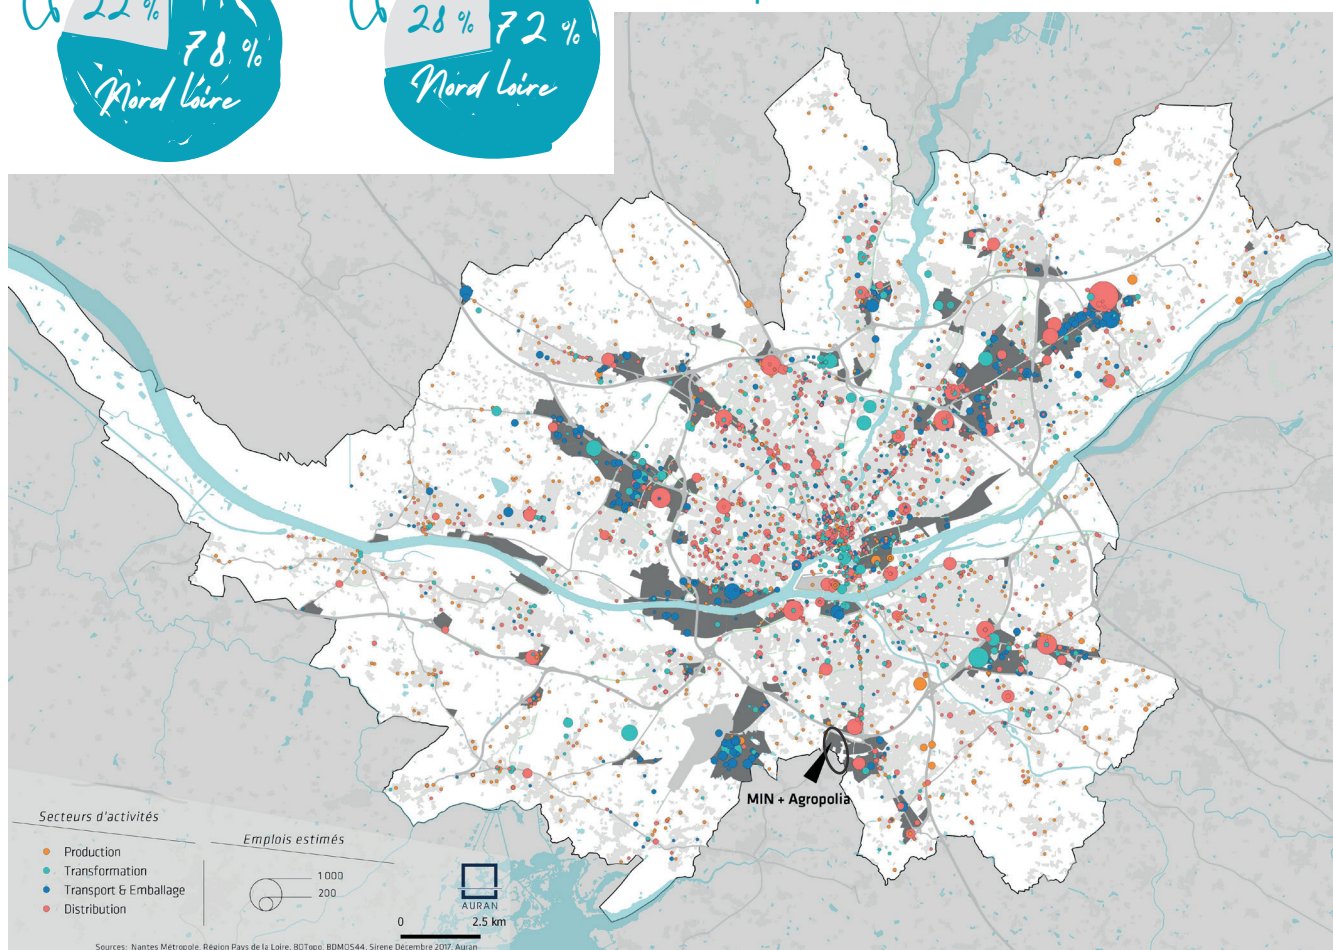 22 %
78 %
Nord Loire
28 %
72 %
Nord Loire
MIN + Agropolia
Secteurs d'activités
Production
Transformation
Transport & Emballage
Distribution
Emplois estimés
1 000
200
AURAN
0
2.5 km
Sources: Nantes Métropole, Région Pays de la Loire, BDTopo, BDMOS44, Sirene Décembre 2017, Auran